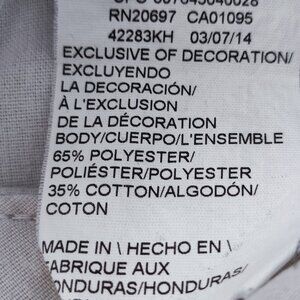 RN20697 CA01095
42283KH 03/07/14
EXCLUSIVE OF DECORATION/
EXCLUYENDO
LA DECORACIÓN/
À L'EXCLUSION
DE LA DÉCORATION
BODY/CUERPO/L'ENSEMBLE
65% POLYESTER/
POLIÉSTER/POLYESTER
35% COTTON/ALGODÓN/
COTON
MADE IN \ HECHO EN \
FABRIQUE AUX
HONDURAS/HONDURAS/